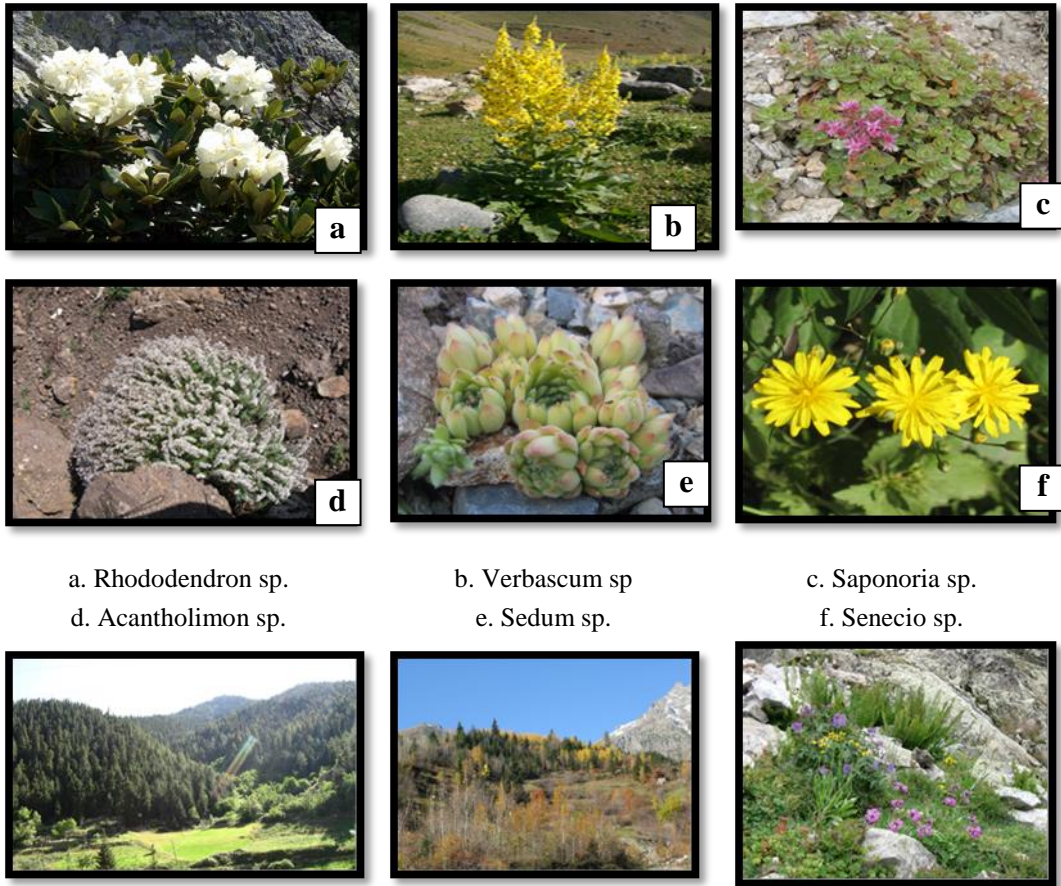 a
b
c
d
e
f
a. Rhododendron sp.
b. Verbascum sp
c. Saponoria sp.
d. Acantholimon sp.
e. Sedum sp.
f. Senecio sp.